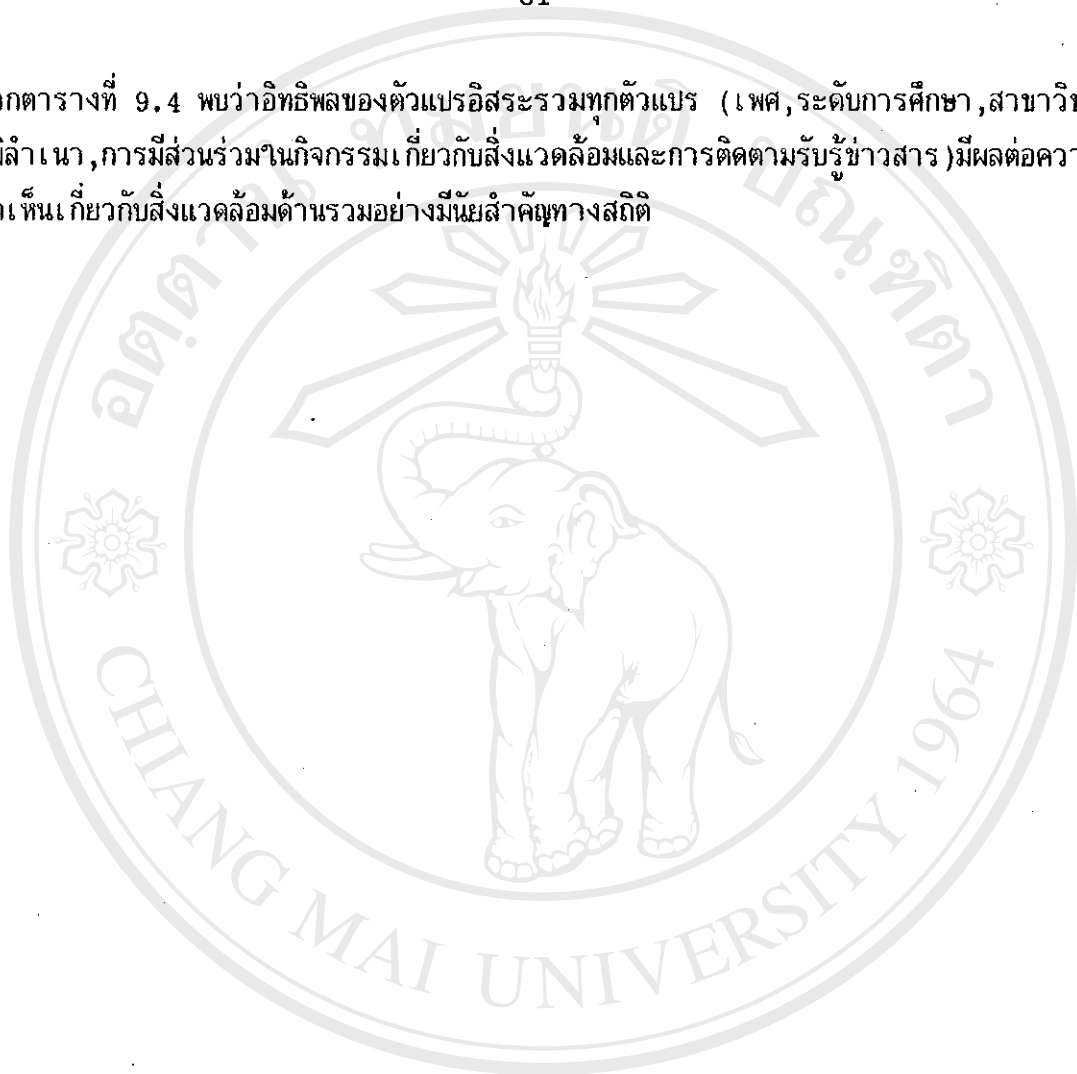 กตารางที่ 9.4 พบว่าอิทธิพลของตัวแปรอิสระรวมทุกตัวแปร (เพศ,ระดับการศึกษา,สาขาวิช
ลำเนา,การมีส่วนร่วมในกิจกรรมเกี่ยวกับสิ่งแวดล้อมและการติดตามรับรู้ข่าวสาร)มีผลต่อควา
เห็นเกี่ยวกับสิ่งแวดล้อมด้านรวมอย่างมีนัยสำคัญทางสถิติ
CHIANG MAI UNIVERSITY 1964